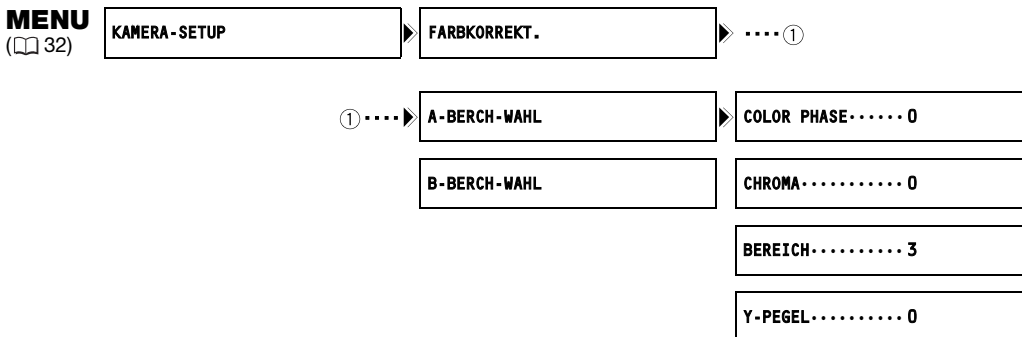 MENU
(32)
KAMERA-SETUP
FARBKORREKT.
····①
①····
A-BERCH-WAHL
COLOR PHASE······0
B-BERCH-WAHL
CHROMA···········0
BEREICH··········3
Y-PEGEL··········0